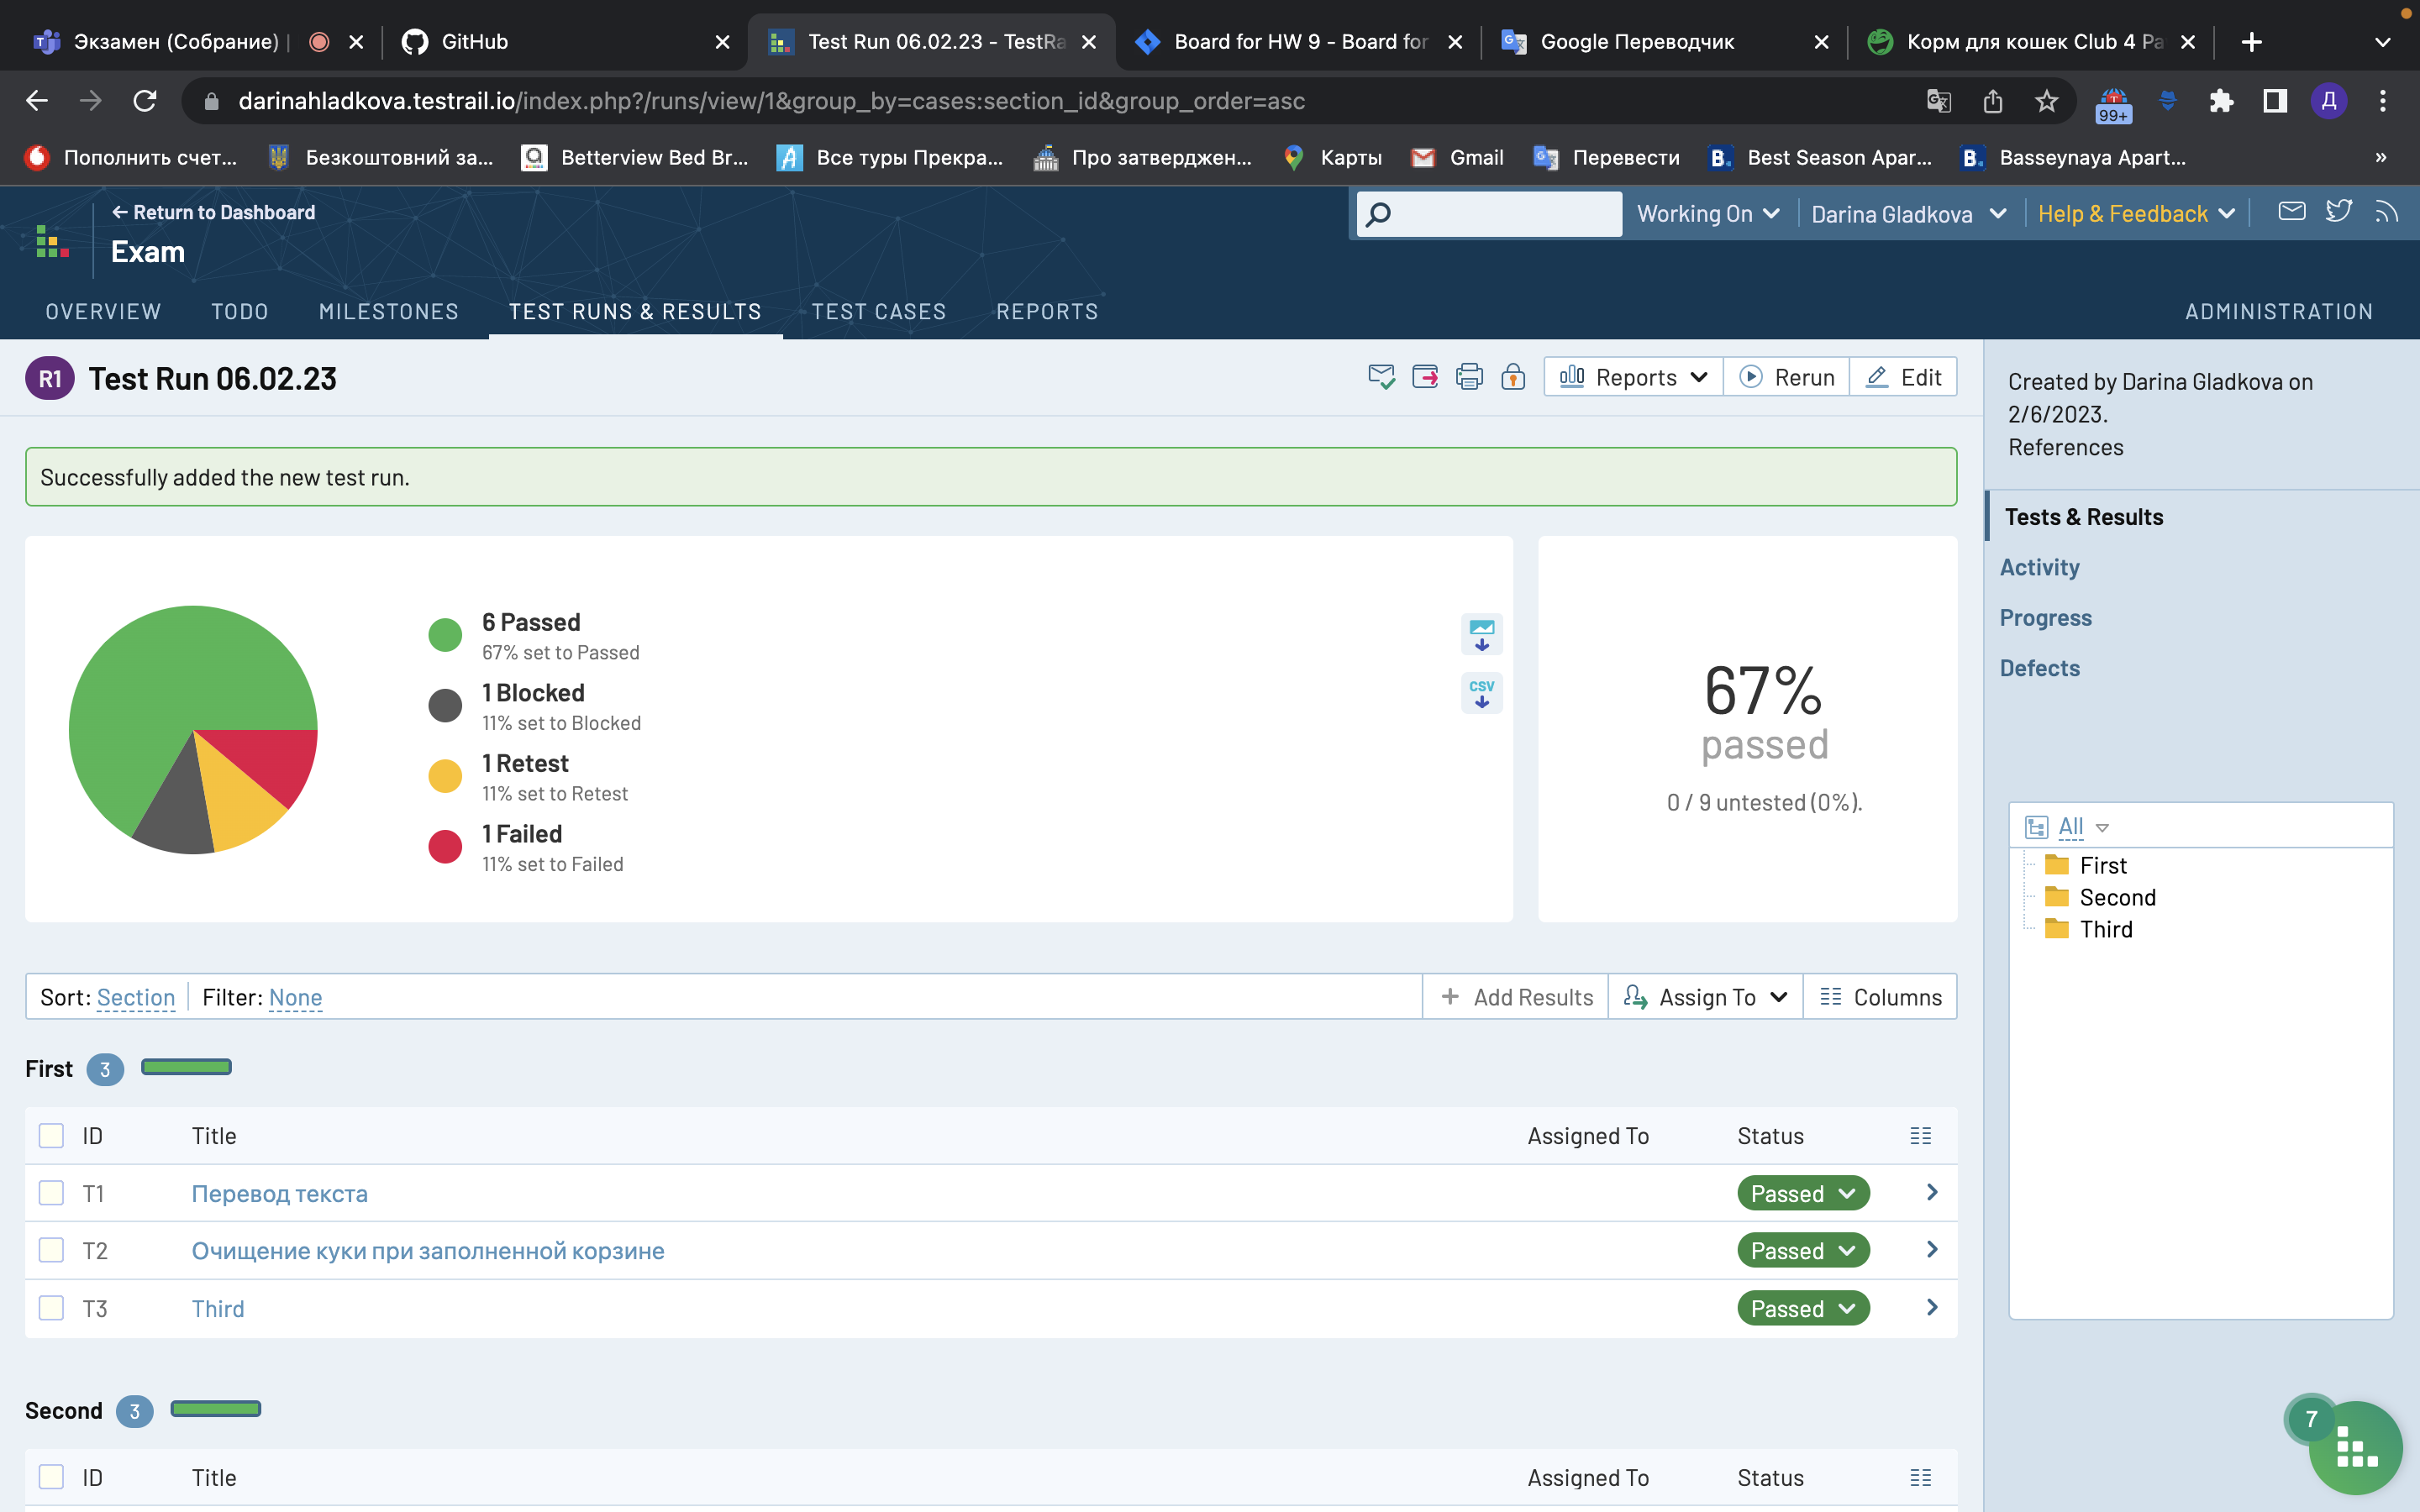 Экзамен (Собрание) |
GitHub
Test Run 06.02.23 - TestRa
Board for HW 9 - Board for
Google Переводчик
Корм для кошек Club 4 Pa
darinahladkova.testrail.io/index.php?/runs/view/1&group_by=cases:section_id&group_order=asc
99+
Д
Пополнить счет...
Безкоштовний за...
Betterview Bed Br...
Все туры Прекра...
Про затверджен...
Карты
Gmail
Перевести
B.
Best Season Apar...
B.
Basseynaya Apart...
»
Return to Dashboard
Exam
Working On
Darina Gladkova
Help & Feedback
OVERVIEW
TODO
MILESTONES
TEST RUNS & RESULTS
TEST CASES
REPORTS
ADMINISTRATION
R1
Test Run 06.02.23
Reports
Rerun
Edit
Created by Darina Gladkova on
2/6/2023.
References
Successfully added the new test run.
Tests & Results
Activity
Progress
Defects
6 Passed
67% set to Passed
1 Blocked
11% set to Blocked
1 Retest
11% set to Retest
1 Failed
11% set to Failed
CSV
67%
passed
0 / 9 untested (0%).
All
First
Second
Third
Sort: Section
Filter: None
+ Add Results
Assign To
Columns
First 3
ID Title Assigned To Status
T1 Перевод текста Passed
T2 Очищение куки при заполненной корзине Passed
T3 Third Passed
Second 3
7
ID Title Assigned To Status